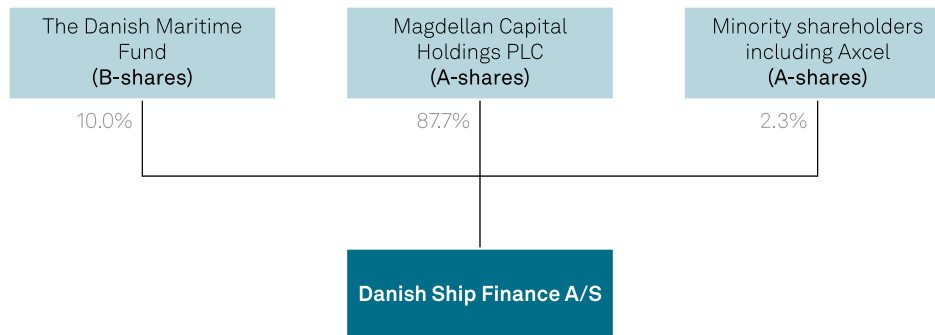 The Danish Maritime
Fund
(B-shares)
Magdellan Capital
Holdings PLC
(A-shares)
Minority shareholders
including Axcel
(A-shares)
10.0%
87.7%
2.3%
Danish Ship Finance A/S